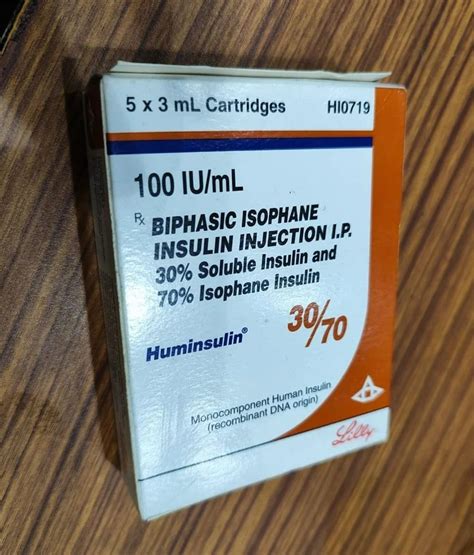 5 x 3 mL Cartridges HI0719
100 IU/mL
Rx BIPHASIC ISOPHANE
INSULIN INJECTION I.P.
30% Soluble Insulin and
70% Isophane Insulin
30/70
Huminsulin®
Monocomponent Human Insulin
(recombinant DNA origin)
Lilly